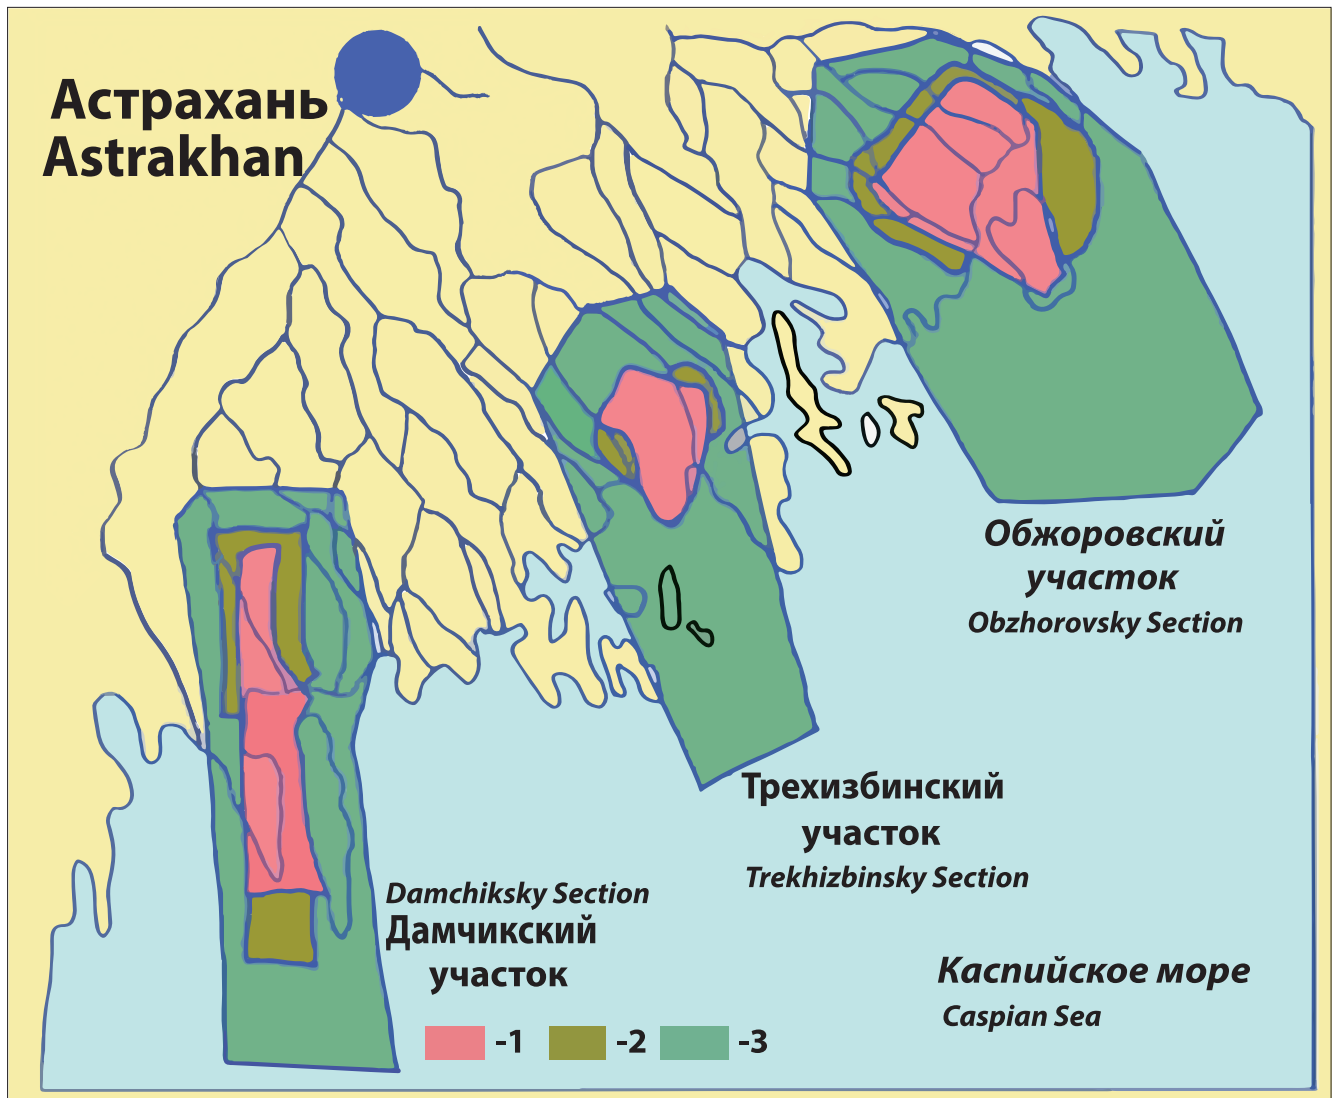 Астрахань
Astrakhan
Обжоровский
участок
Obzhorovsky Section
Трехизбинский
участок
Trekhizbinsky Section
Damchiksky Section
Дамчикский
участок
Каспийское море
Caspian Sea
-1 -2 -3